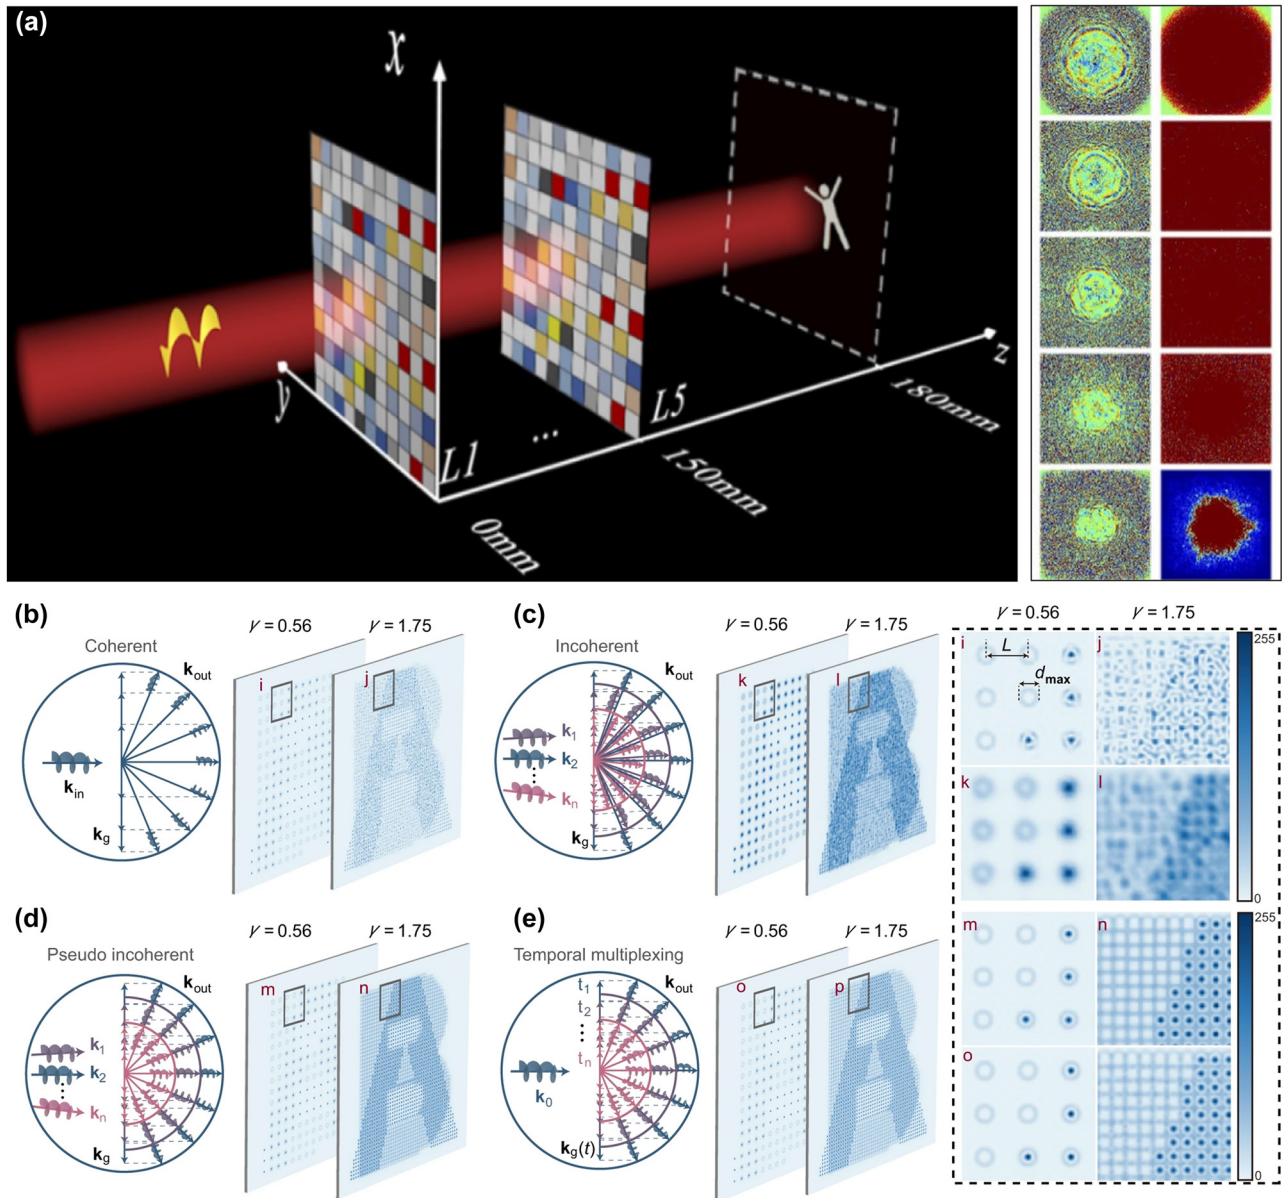 (a)
x
y
z
L1
...
L5
0mm
150mm
180mm
(b)
Coherent
γ = 0.56
γ = 1.75
k_out
k_in
k_g
i
j
(c)
Incoherent
γ = 0.56
γ = 1.75
k_out
k_1
k_2
k_n
k_g
k
l
γ = 0.56
γ = 1.75
i
L
d_max
j
k
l
255
0
(d)
Pseudo incoherent
γ = 0.56
γ = 1.75
k_out
k_1
k_2
k_n
k_g
m
n
(e)
Temporal multiplexing
γ = 0.56
γ = 1.75
t_1
t_2
t_n
k_out
k_0
k_g(t)
o
p
m
n
o
255
0